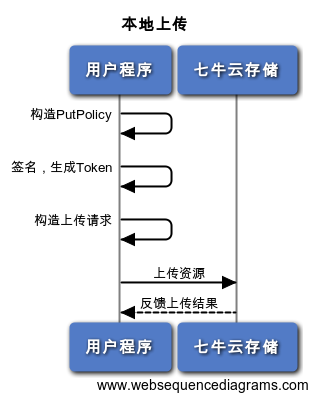 本地上传
用户程序
七牛云存储
构造PutPolicy
签名，生成Token
构造上传请求
上传资源
反馈上传结果
用户程序
七牛云存储
www.websequencediagrams.com